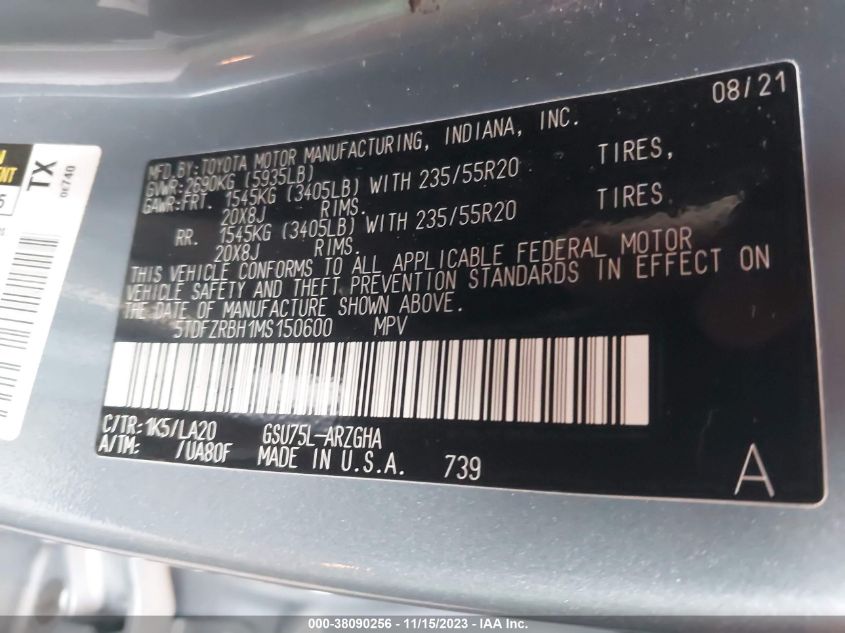 08/21
MFD.BY:TOYOTA MOTOR MANUFACTURING, INDIANA, INC.
GVWR:2690KG (5935LB)
GAWR:FRT. 1545KG (3405LB) WITH 235/55R20 TIRES,
20X8J RIMS.
RR. 1545KG (3405LB) WITH 235/55R20 TIRES.
20X8J RIMS.
THIS VEHICLE CONFORMS TO ALL APPLICABLE FEDERAL MOTOR
VEHICLE SAFETY AND THEFT PREVENTION STANDARDS IN EFFECT ON
THE DATE OF MANUFACTURE SHOWN ABOVE.
5TDFZRBH1MS150600 MPV
C/TR:1K5/LA20 GSU75L-ARZGHA
A/TM: /UA80F MADE IN U.S.A. 739
A
TX
0E740
000-38090256 - 11/15/2023 - IAA Inc.